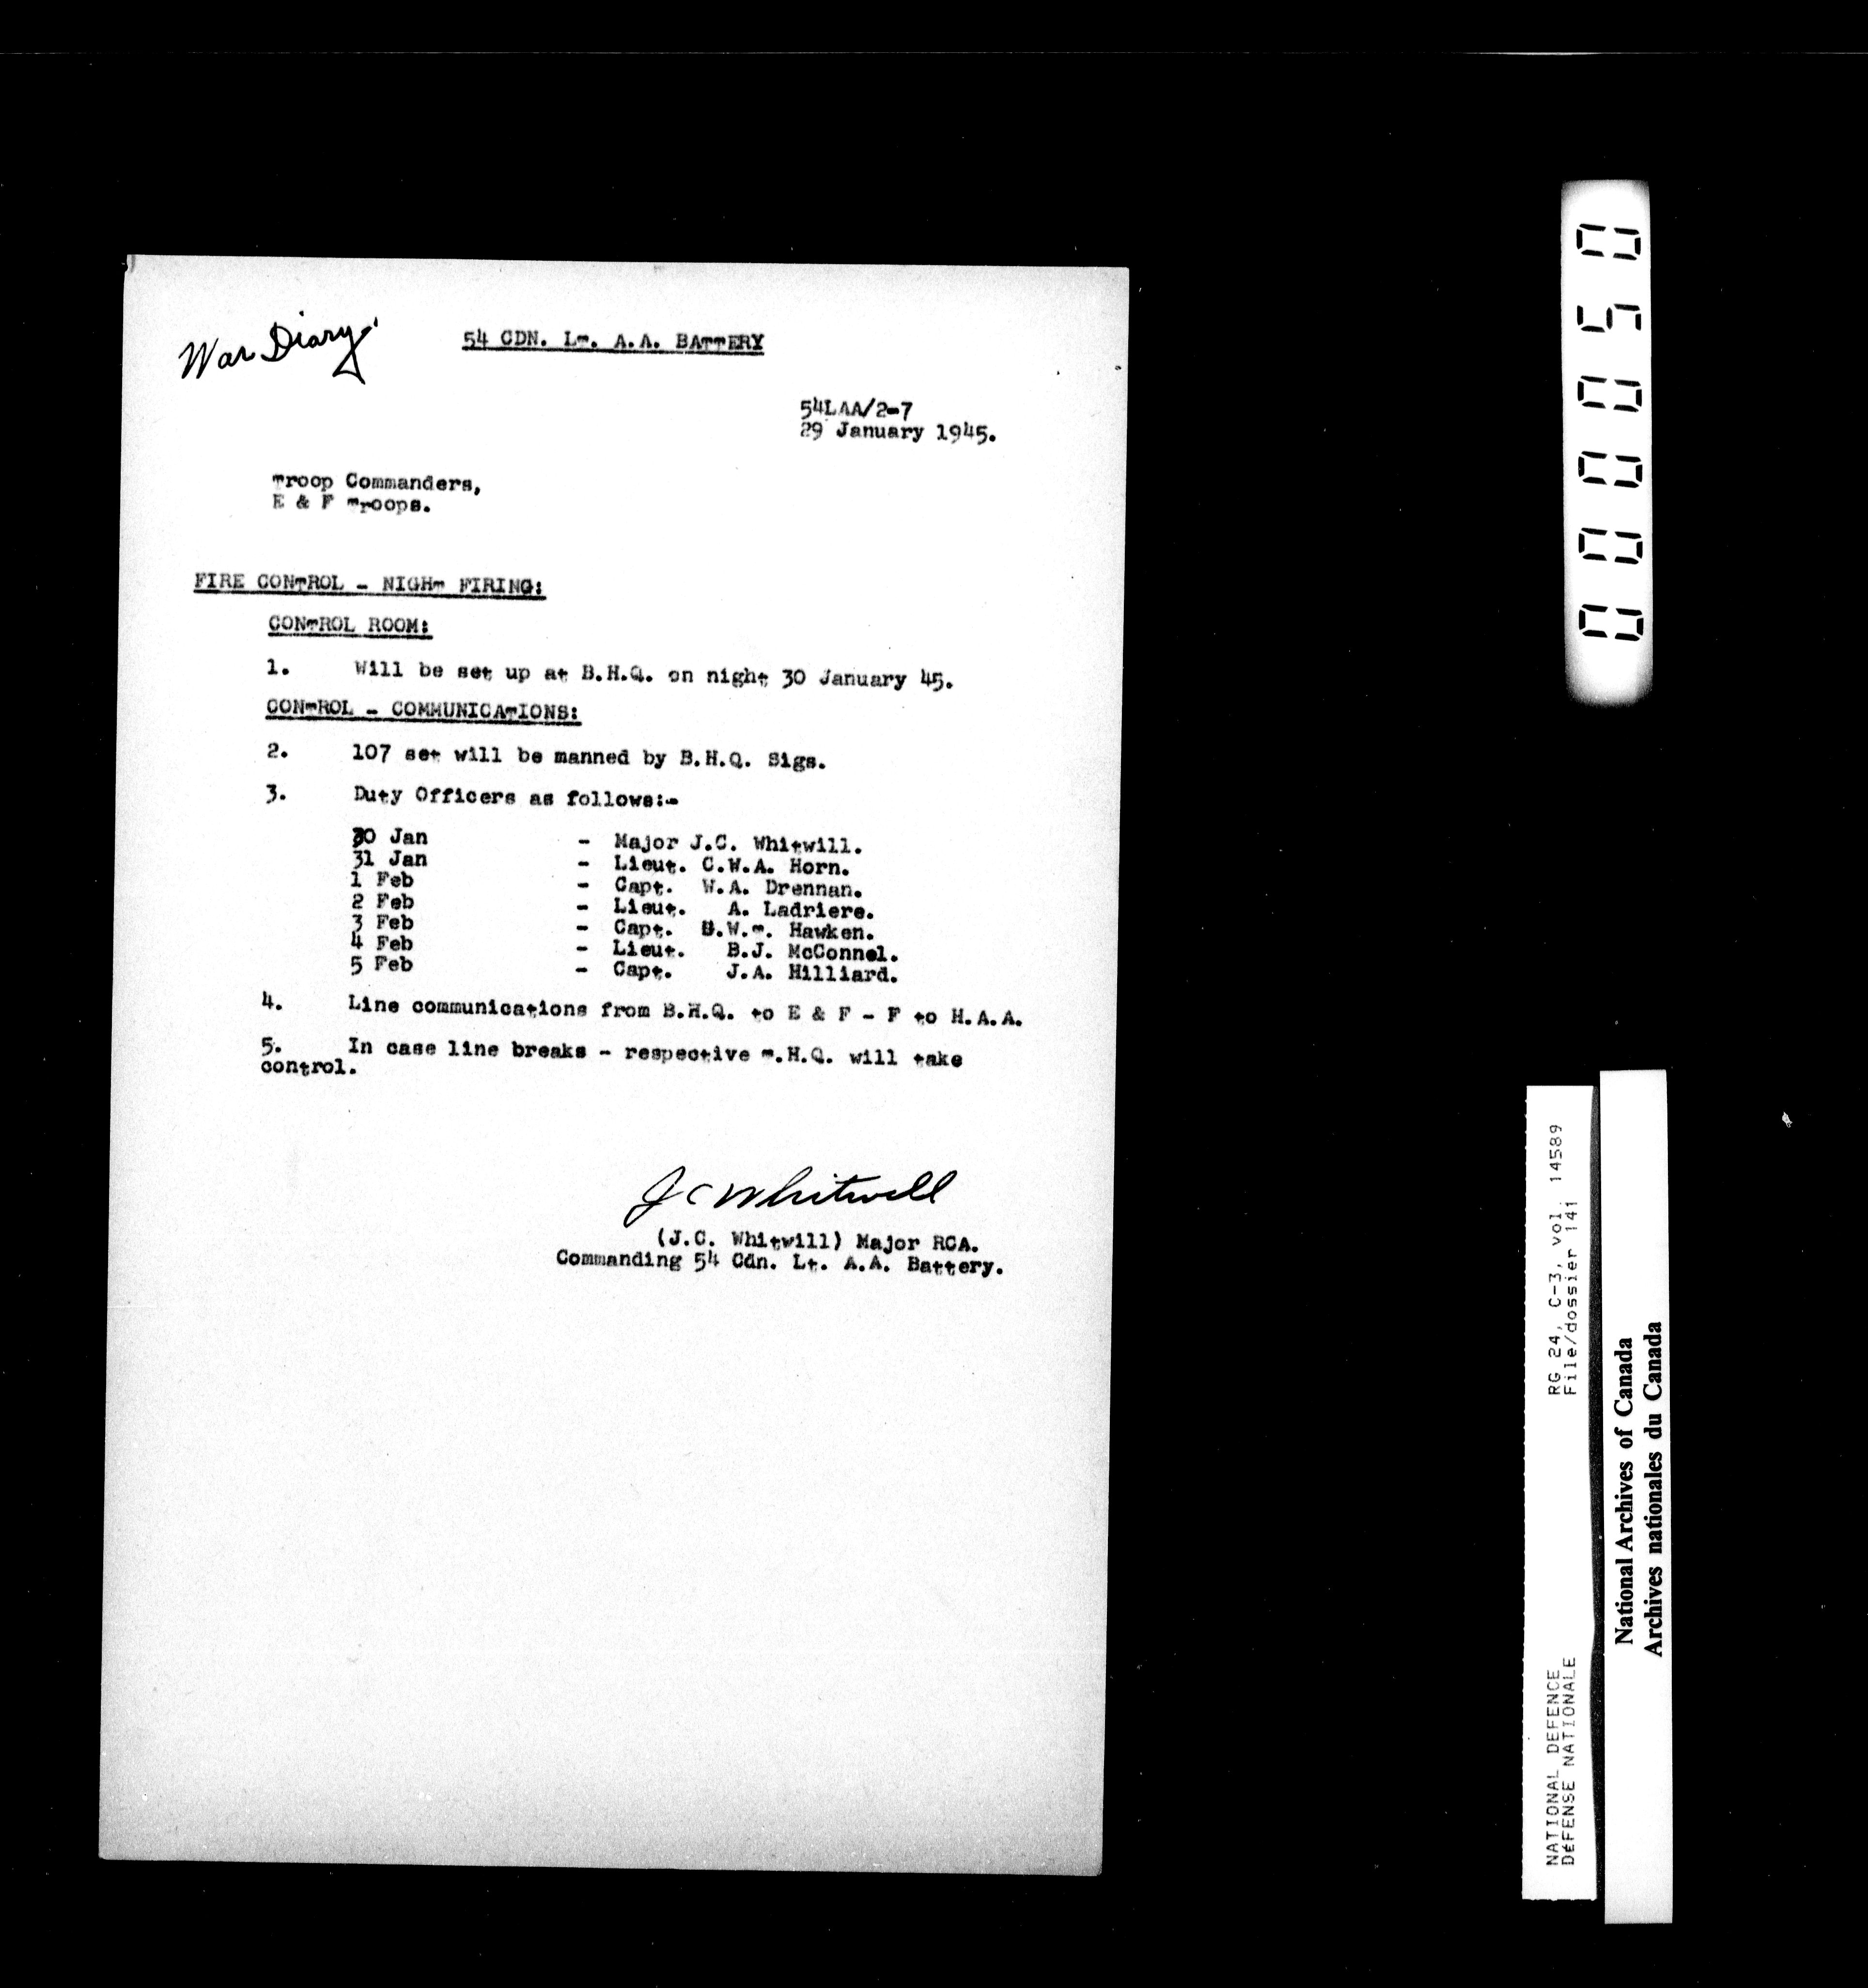 War Diary
54 CDN. LT. A.A. BATTERY
54LAA/2-7
29 January 1945.
Troop Commanders,
E & F Troops.
FIRE CONTROL - NIGHT FIRING:
CONTROL ROOM:
1. Will be set up at B.H.Q. on night 30 January 45.
CONTROL - COMMUNICATIONS:
2. 107 set will be manned by B.H.Q. Sigs.
3. Duty Officers as follows:-
30 Jan - Major J.C. Whitwill.
31 Jan - Lieut. C.W.A. Horn.
1 Feb - Capt. W.A. Drennan.
2 Feb - Lieut. A. Ladriere.
3 Feb - Capt. Hawken.
4 Feb - Lieut. B.J. McConnel.
5 Feb - Capt. J.A. Hilliard.
4. Line communications from B.H.Q. to E & F - F to H.A.A.
5. In case line breaks - respective T.H.Q. will take
control.
J C Whitwill
(J.C. Whitwill) Major RCA.
Commanding 54 Cdn. Lt. A.A. Battery.
000050
RG 24, C-3, vol. 14589
File/dossier 141
NATIONAL DEFENCE
DÉFENSE NATIONALE
National Archives of Canada
Archives nationales du Canada